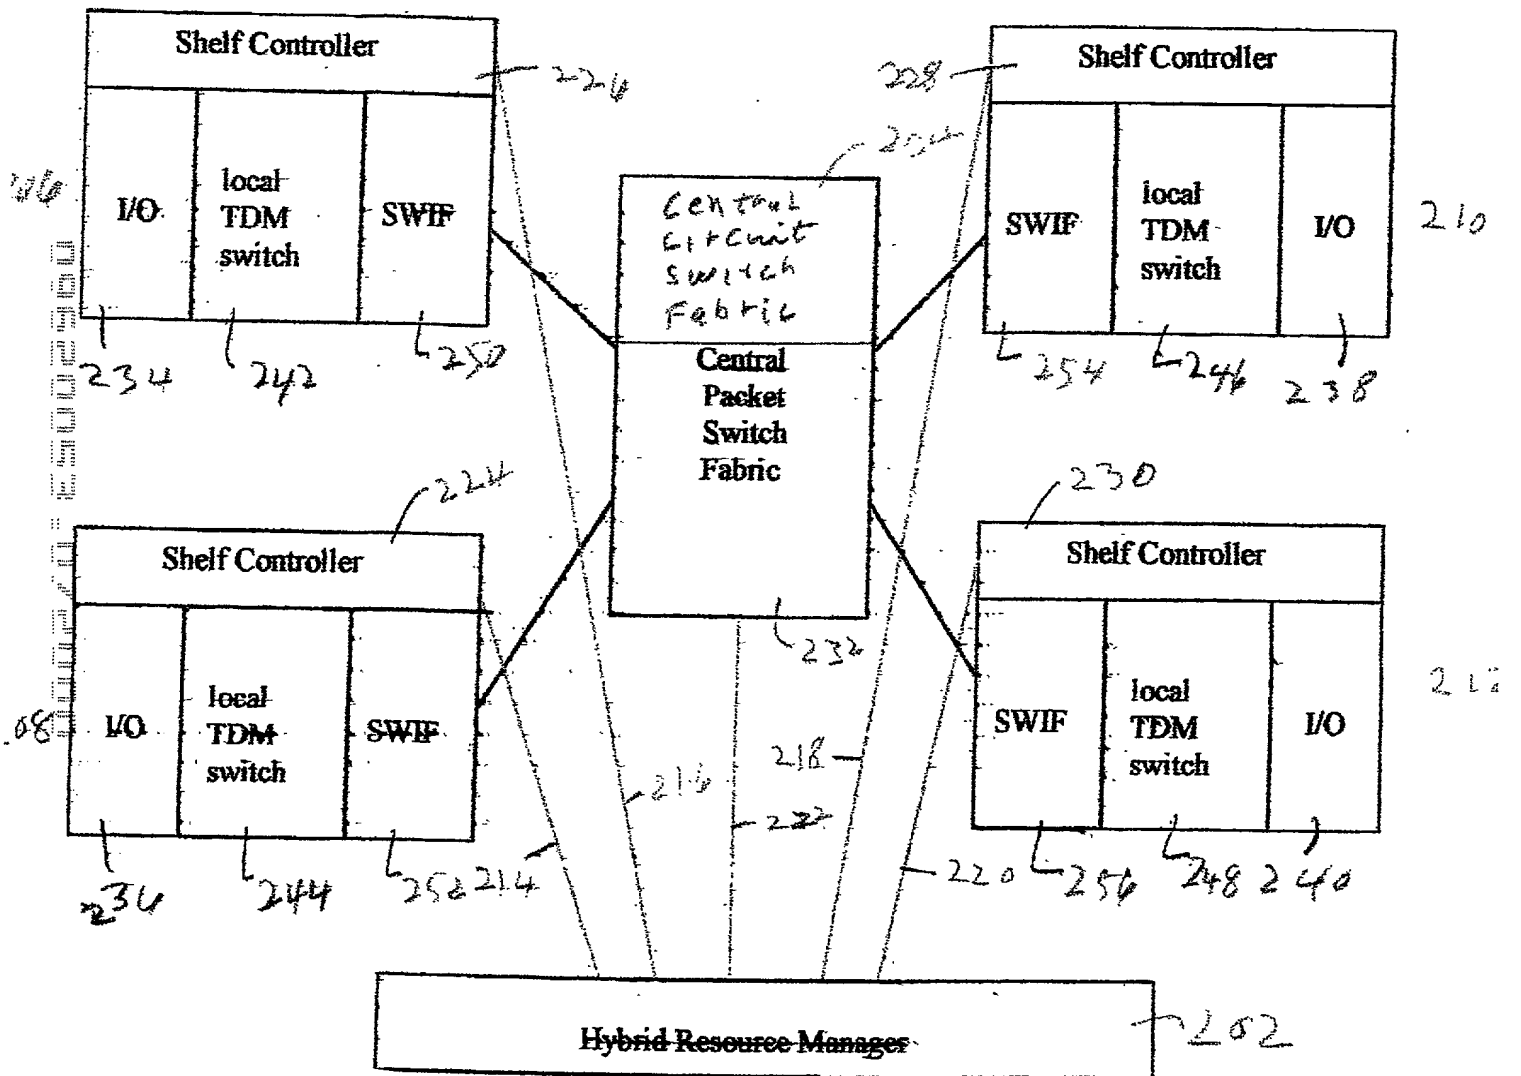 Shelf Controller
226
I/O
local
TDM
switch
SWIF
234
242
250
Shelf Controller
228
SWIF
local
TDM
switch
I/O
210
254
246
238
Central
Circuit
Switch
Fabric
Central
Packet
Switch
Fabric
232
224
Shelf Controller
I/O
local
TDM
switch
SWIF
236
244
252
214
216
222
218
220
230
Shelf Controller
SWIF
local
TDM
switch
I/O
256
248
240
Hybrid Resource Manager
202